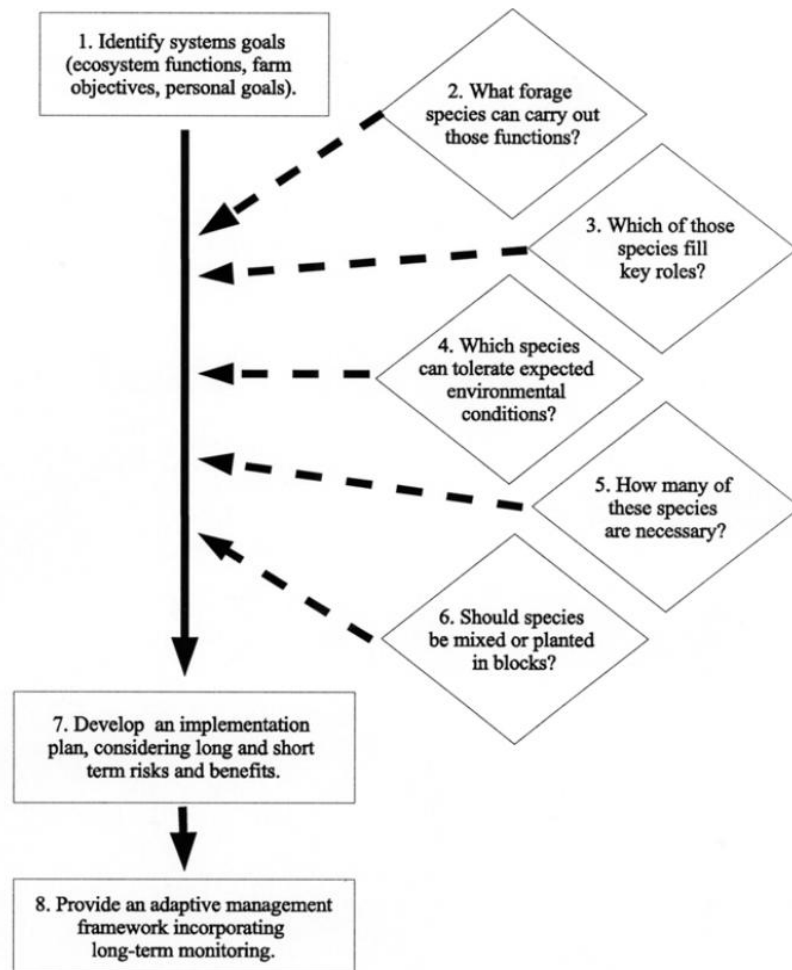 1. Identify systems goals
(ecosystem functions, farm
objectives, personal goals).
2. What forage
species can carry out
those functions?
3. Which of those
species fill
key roles?
4. Which species
can tolerate expected
environmental
conditions?
5. How many of
these species
are necessary?
6. Should species
be mixed or planted
in blocks?
7. Develop an implementation
plan, considering long and short
term risks and benefits.
8. Provide an adaptive management
framework incorporating
long-term monitoring.